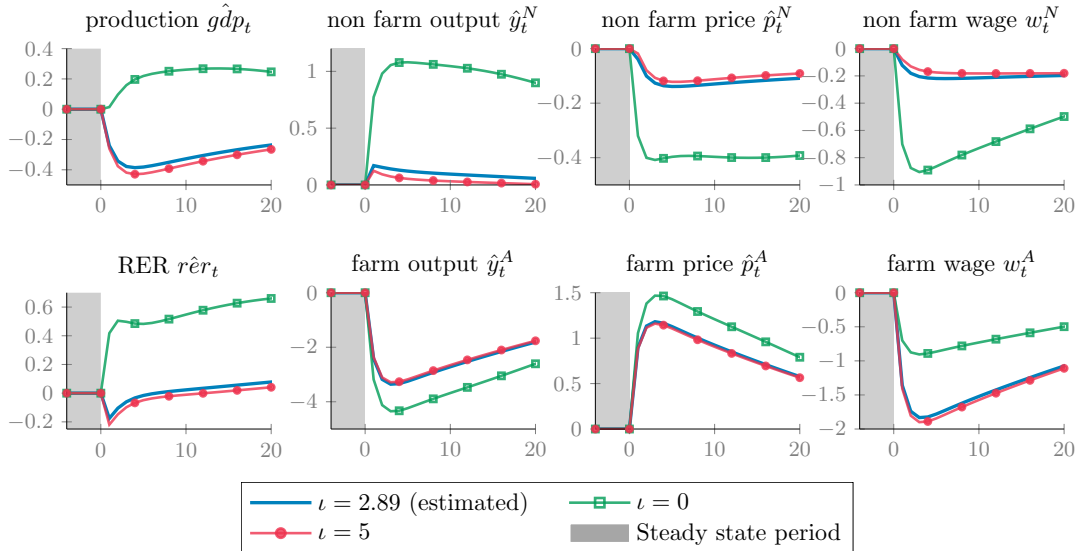 production $\hat{gdp}_t$
non farm output $\hat{y}_t^N$
non farm price $\hat{p}_t^N$
non farm wage $w_t^N$
0.4
0.2
0
−0.2
−0.4
0 10 20
1
0.5
0
0 10 20
0
−0.2
−0.4
0 10 20
0
−0.2
−0.4
−0.6
−0.8
−1
0 10 20
RER $\hat{rer}_t$
farm output $\hat{y}_t^A$
farm price $\hat{p}_t^A$
farm wage $w_t^A$
0.6
0.4
0.2
0
−0.2
0 10 20
0
−2
−4
0 10 20
1.5
1
0.5
0
0 10 20
0
−0.5
−1
−1.5
−2
0 10 20
ι = 2.89 (estimated)
ι = 0
ι = 5
Steady state period